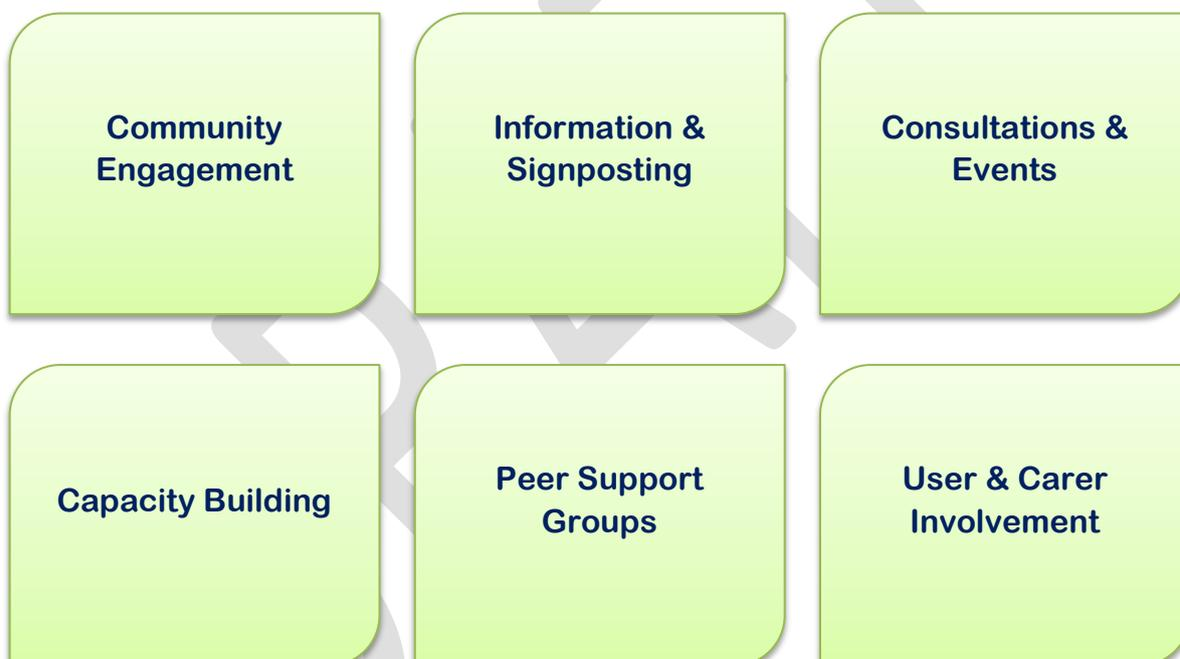 Community
Engagement
Information &
Signposting
Consultations &
Events
Capacity Building
Peer Support
Groups
User & Carer
Involvement